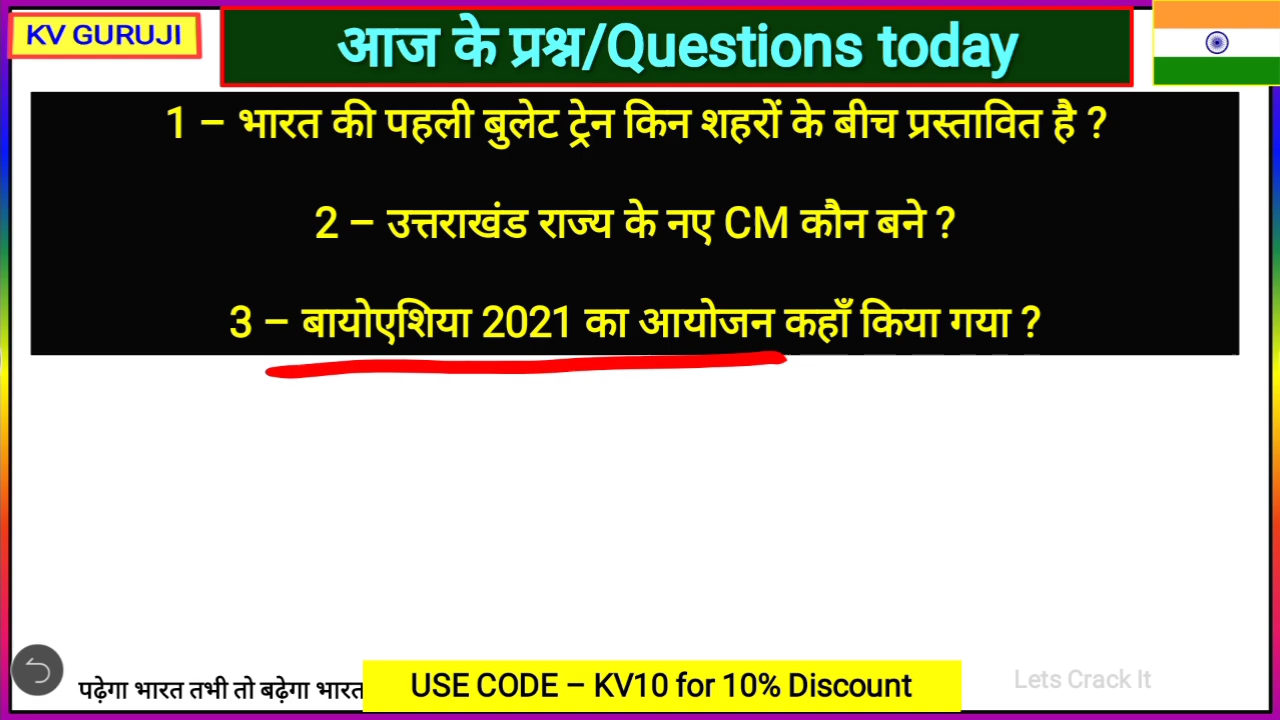 KV GURUJI
आज के प्रश्न/Questions today
1 – भारत की पहली बुलेट ट्रेन किन शहरों के बीच प्रस्तावित है ?
2 – उत्तराखंड राज्य के नए CM कौन बने ?
3 – बायोएशिया 2021 का आयोजन कहाँ किया गया ?
पढ़ेगा भारत तभी तो बढ़ेगा भारत
USE CODE – KV10 for 10% Discount
Lets Crack It